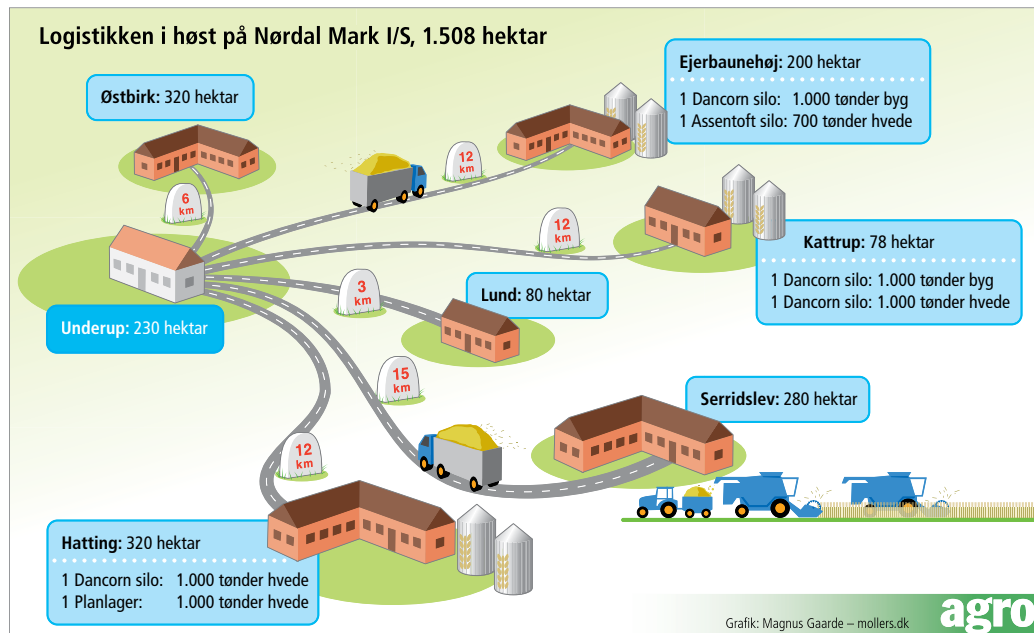 Logistikken i høst på Nørdal Mark I/S, 1.508 hektar
Østbirk: 320 hektar
Ejerbaunehøj: 200 hektar
1 Dancorn silo: 1.000 tønder byg
1 Assentoft silo: 700 tønder hvede
12
km
6
km
12
km
Kattrup: 78 hektar
1 Dancorn silo: 1.000 tønder byg
1 Dancorn silo: 1.000 tønder hvede
3
km
Lund: 80 hektar
Underup: 230 hektar
15
km
Serridslev: 280 hektar
12
km
Hatting: 320 hektar
1 Dancorn silo: 1.000 tønder hvede
1 Planlager: 1.000 tønder hvede
Grafik: Magnus Gaarde – mollers.dk
agro